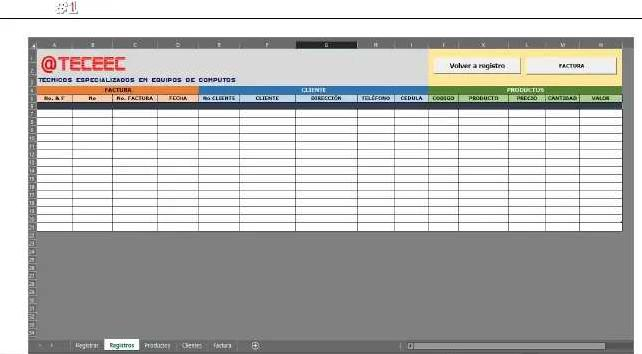 $1
A B C D E F G H I J K L M N
@TECEEC
TECNICOS ESPECIALIZADOS EN EQUIPOS DE COMPUTOS
Volver a registro FACTURA
FACTURA CLIENTE PRODUCTOS
No. & F No No. FACTURA FECHA No CLIENTE CLIENTE DIRECCIÓN TELÉFONO CEDULA CODIGO PRODUCTO PRECIO CANTIDAD VALOR
Registrar Registros Productos Clientes Factura